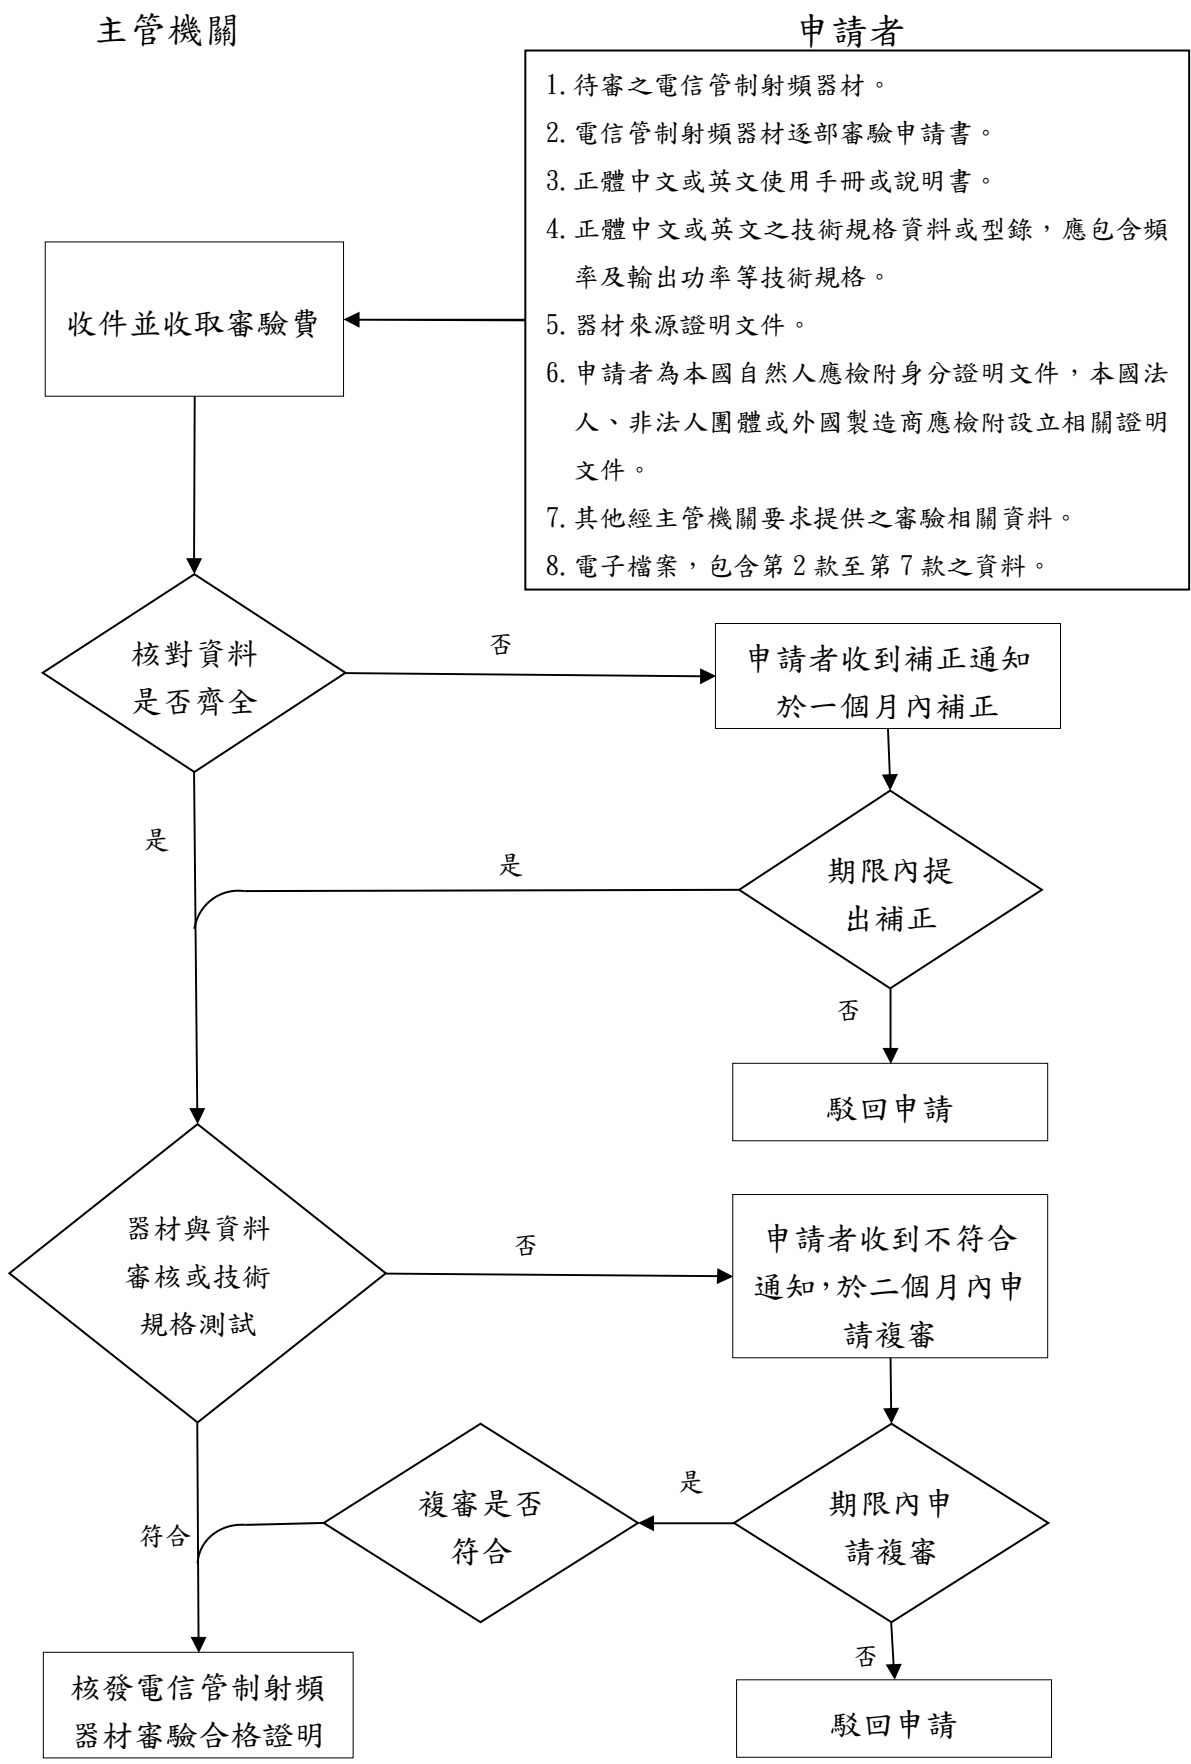 主管機關
申請者
1.待審之電信管制射頻器材。
2.電信管制射頻器材逐部審驗申請書。
3.正體中文或英文使用手冊或說明書。
4.正體中文或英文之技術規格資料或型錄，應包含頻
率及輸出功率等技術規格。
5.器材來源證明文件。
6.申請者為本國自然人應檢附身分證明文件，本國法
人、非法人團體或外國製造商應檢附設立相關證明
文件。
7.其他經主管機關要求提供之審驗相關資料。
8.電子檔案，包含第2款至第7款之資料。
收件並收取審驗費
核對資料
是否齊全
否
申請者收到補正通知
於一個月內補正
是
是
期限內提
出補正
否
駁回申請
器材與資料
審核或技術
規格測試
否
申請者收到不符合
通知，於二個月內申
請複審
符合
複審是否
符合
是
期限內申
請複審
否
核發電信管制射頻
器材審驗合格證明
駁回申請